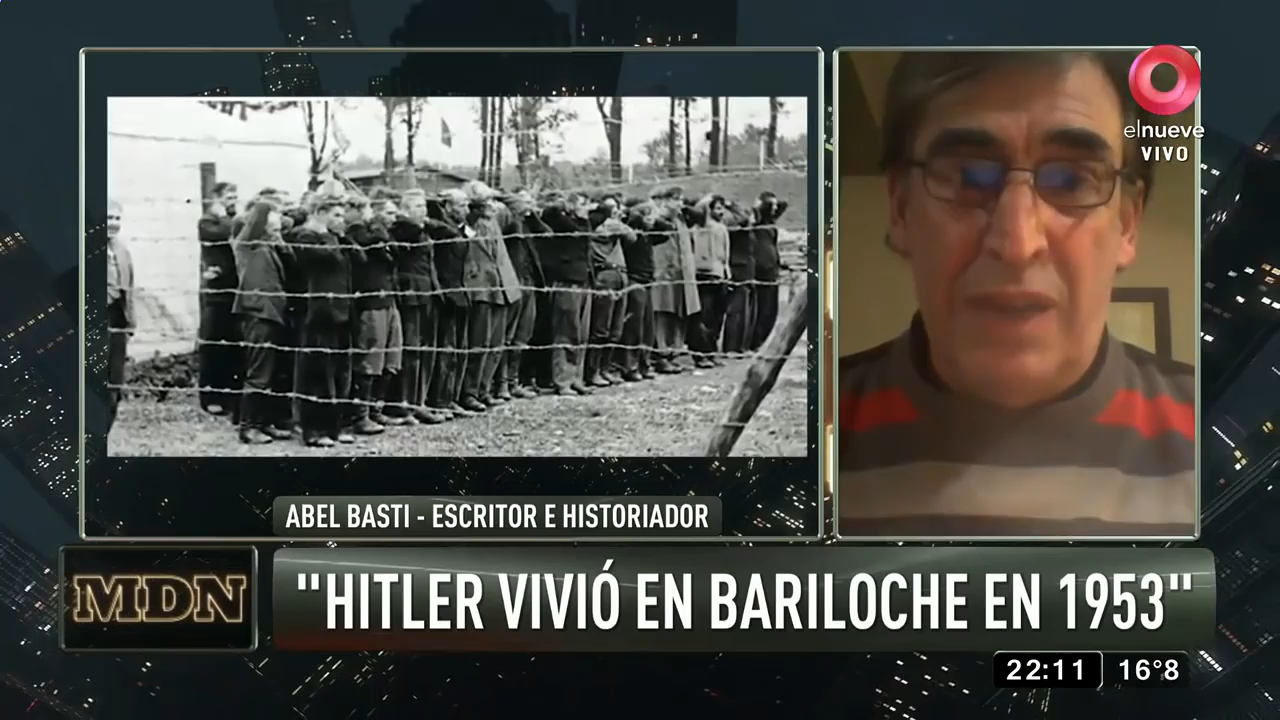 elnueve
VIVO
ABEL BASTI - ESCRITOR E HISTORIADOR
MDN
"HITLER VIVIÓ EN BARILOCHE EN 1953"
22:11 16°8